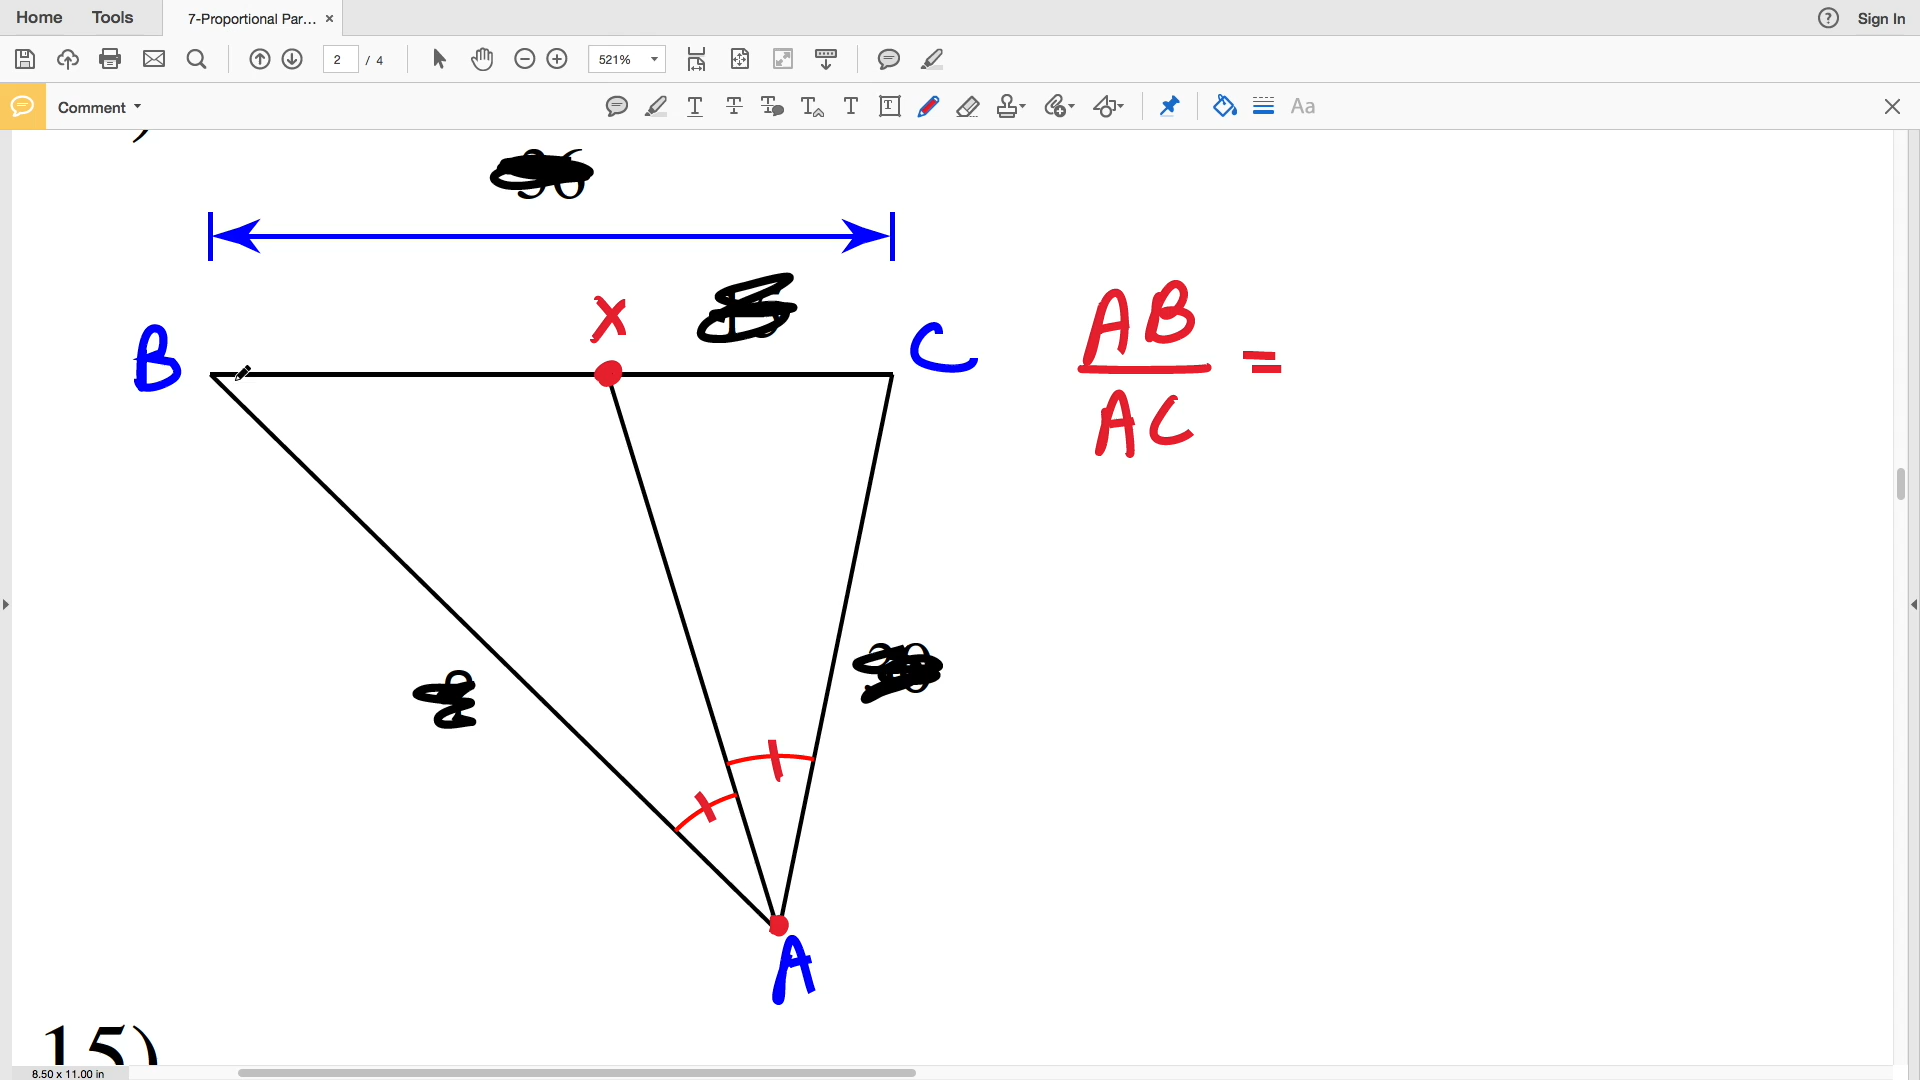 Home Tools 7-Proportional Par... × Sign In
2 / 4 521%
Comment Aa
X
B C
AB
=
AC
A
15)
8.50 x 11.00 in